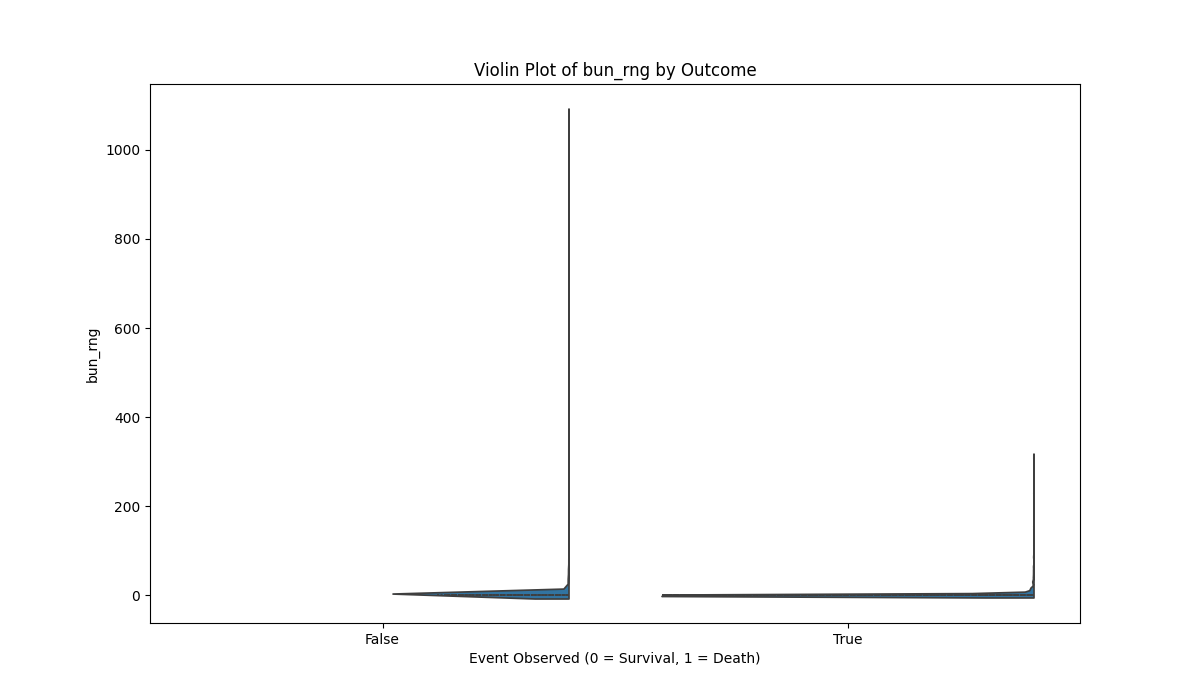 Violin Plot of bun_rng by Outcome
1000
800
600
400
200
0
bun_rng
False
True
Event Observed (0 = Survival, 1 = Death)